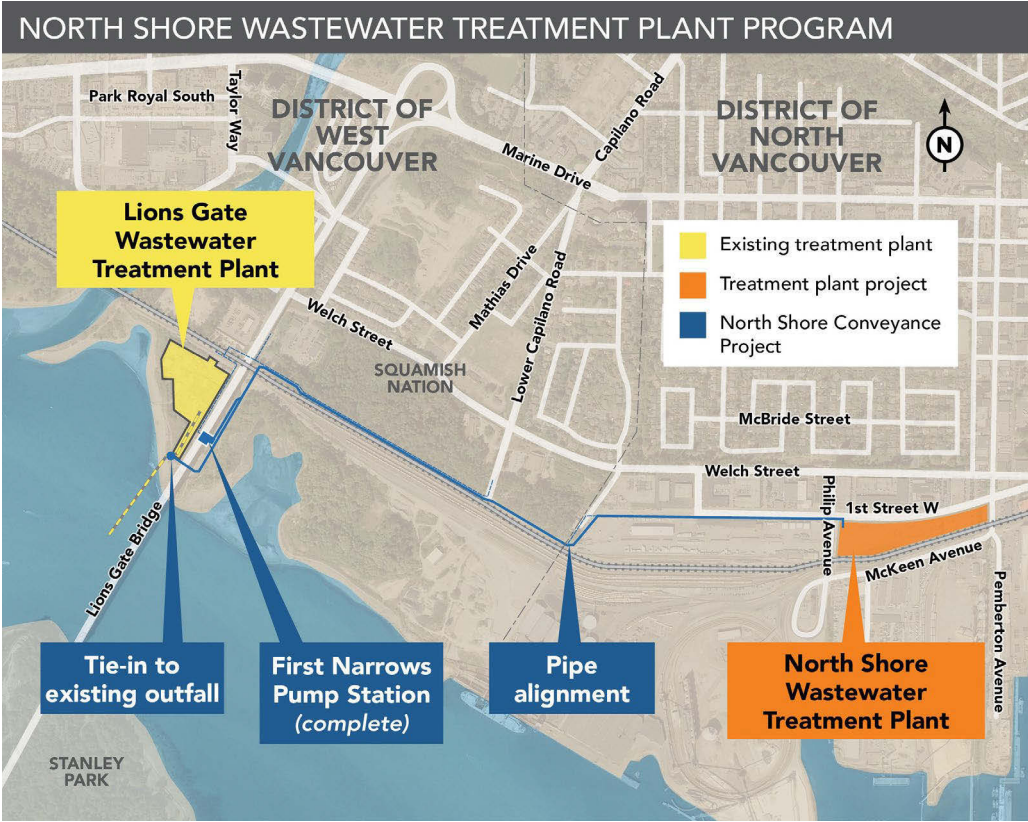 NORTH SHORE WASTEWATER TREATMENT PLANT PROGRAM
Park Royal South
Taylor Way
DISTRICT OF
WEST
VANCOUVER
Marine Drive
Capilano Road
DISTRICT OF
NORTH
VANCOUVER
N
Lions Gate
Wastewater
Treatment Plant
Existing treatment plant
Treatment plant project
North Shore Conveyance
Project
Mathias Drive
Lower Capilano Road
Welch Street
SQUAMISH
NATION
McBride Street
Welch Street
Philip Avenue
1st Street W
McKeen Avenue
Pemberton Avenue
Lions Gate Bridge
Tie-in to
existing outfall
First Narrows
Pump Station
(complete)
Pipe
alignment
North Shore
Wastewater
Treatment Plant
STANLEY
PARK